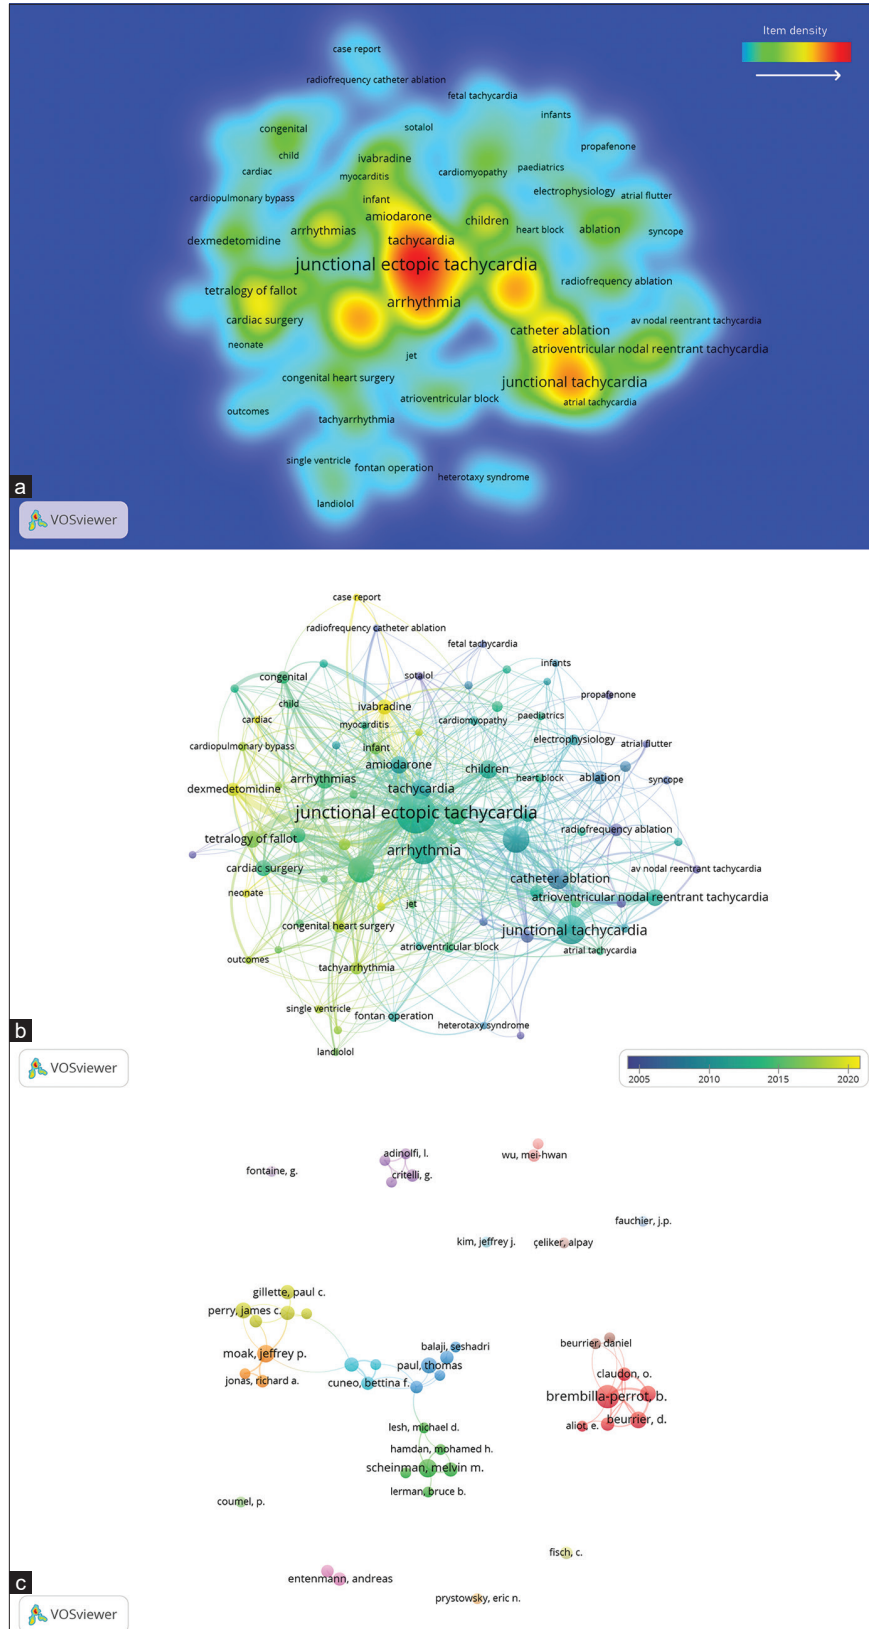 Item density
case report
radiofrequency catheter ablation
fetal tachycardia
infants
congenital
sotalol
propafenone
child
ivabradine
cardiac
myocarditis
cardiomyopathy
paediatrics
cardiopulmonary bypass
infant
electrophysiology
atrial flutter
amiodarone
children
arrhythmias
heart block
ablation
syncope
dexmedetomidine
tachycardia
junctional ectopic tachycardia
radiofrequency ablation
tetralogy of fallot
arrhythmia
cardiac surgery
catheter ablation
av nodal reentrant tachycardia
neonate
jet
atrioventricular nodal reentrant tachycardia
congenital heart surgery
junctional tachycardia
outcomes
atrioventricular block
atrial tachycardia
tachyarrhythmia
single ventricle
fontan operation
heterotaxy syndrome
landiolol
a
VOSviewer
case report
radiofrequency catheter ablation
fetal tachycardia
infants
congenital
sotalol
propafenone
child
ivabradine
cardiac
myocarditis
cardiomyopathy
paediatrics
cardiopulmonary bypass
infant
electrophysiology
atrial flutter
amiodarone
children
arrhythmias
heart block
ablation
syncope
dexmedetomidine
tachycardia
junctional ectopic tachycardia
radiofrequency ablation
tetralogy of fallot
arrhythmia
cardiac surgery
catheter ablation
av nodal reentrant tachycardia
neonate
jet
atrioventricular nodal reentrant tachycardia
congenital heart surgery
junctional tachycardia
outcomes
atrioventricular block
atrial tachycardia
tachyarrhythmia
single ventricle
fontan operation
heterotaxy syndrome
landiolol
b
VOSviewer
2005 2010 2015 2020
adinolfi, l.
wu, mei-hwan
fontaine, g.
critelli, g.
fauchier, j.p.
kim, jeffrey j.
çeliker, alpay
gillette, paul c.
perry, james c.
balaji, seshadri
beurrier, daniel
moak, jeffrey p.
paul, thomas
claudon, o.
jonas, richard a.
cuneo, bettina f.
brembilla-perrot, b.
aliot, e.
beurrier, d.
lesh, michael d.
hamdan, mohamed h.
scheinman, melvin m.
lerman, bruce b.
coumel, p.
fisch, c.
entenmann, andreas
prystowsky, eric n.
c
VOSviewer